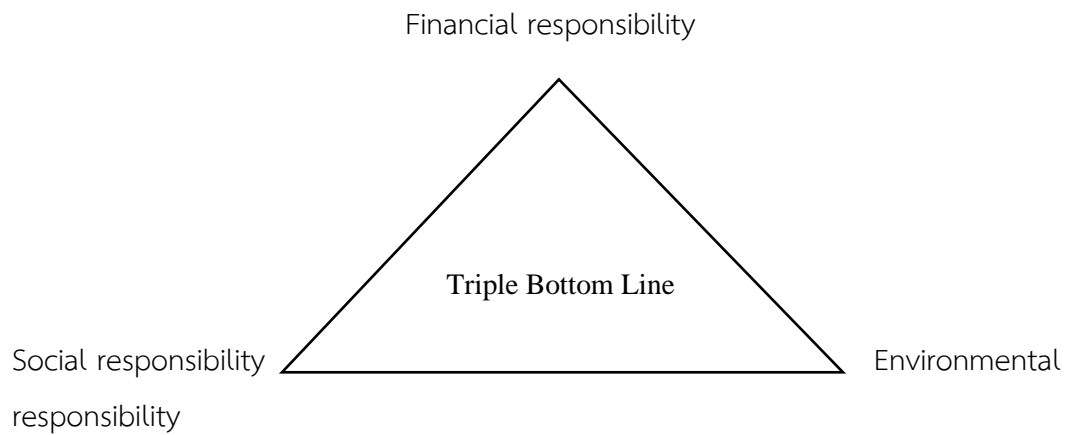 Financial responsibility
Triple Bottom Line
Social responsibility
Environmental
responsibility